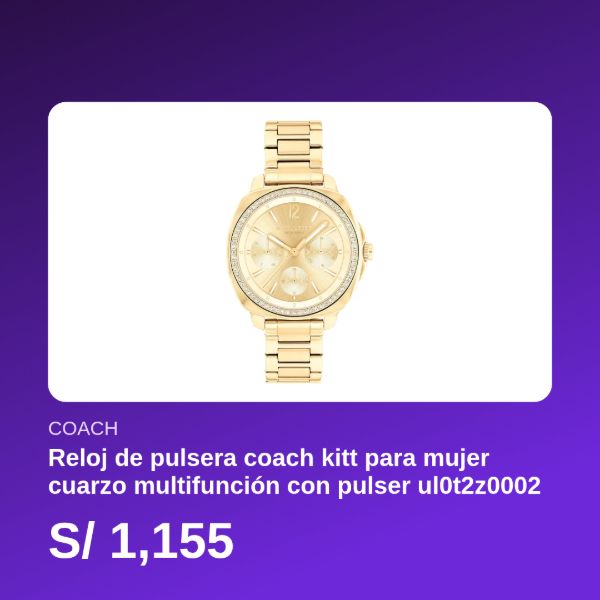 COACH
Reloj de pulsera coach kitt para mujer
cuarzo multifunción con pulser ul0t2z0002
S/ 1,155